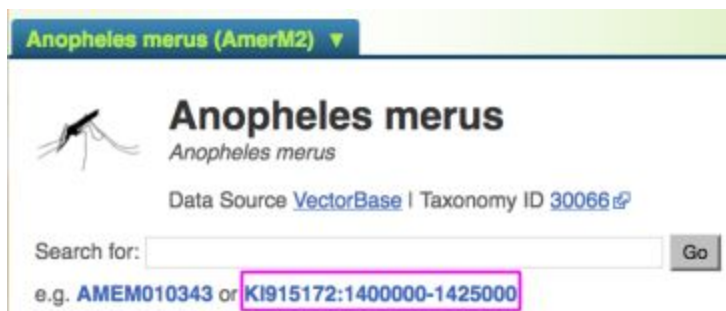 Anopheles merus (AmerM2) ▼
Anopheles merus
Anopheles merus
Data Source VectorBase | Taxonomy ID 30066
Search for: Go
e.g. AMEM010343 or KI915172:1400000-1425000